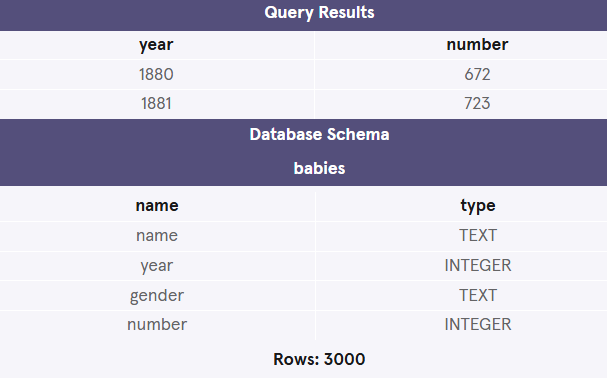 Query Results
year number
1880 672
1881 723
Database Schema
babies
name type
name TEXT
year INTEGER
gender TEXT
number INTEGER
Rows: 3000